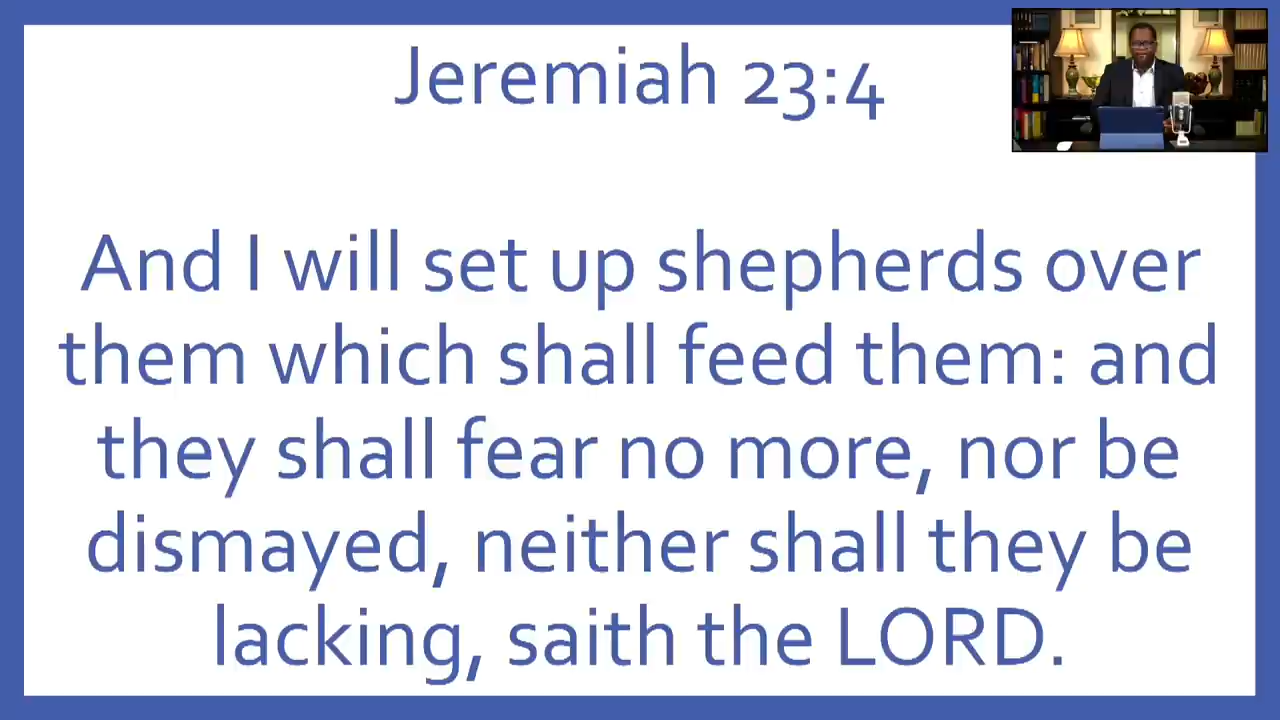 Jeremiah 23:4
And I will set up shepherds over
them which shall feed them: and
they shall fear no more, nor be
dismayed, neither shall they be
lacking, saith the LORD.